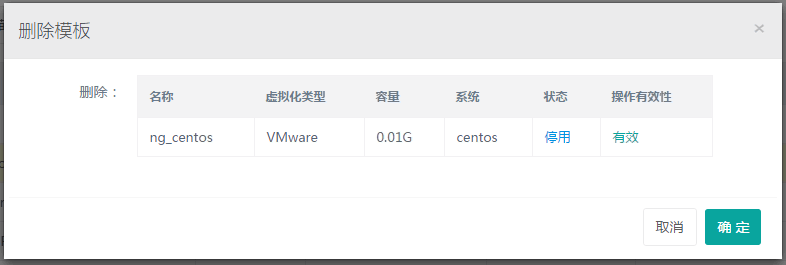 删除模板 ×
删除： 名称 虚拟化类型 容量 系统 状态 操作有效性
ng_centos VMware 0.01G centos 停用 有效
取消 确 定